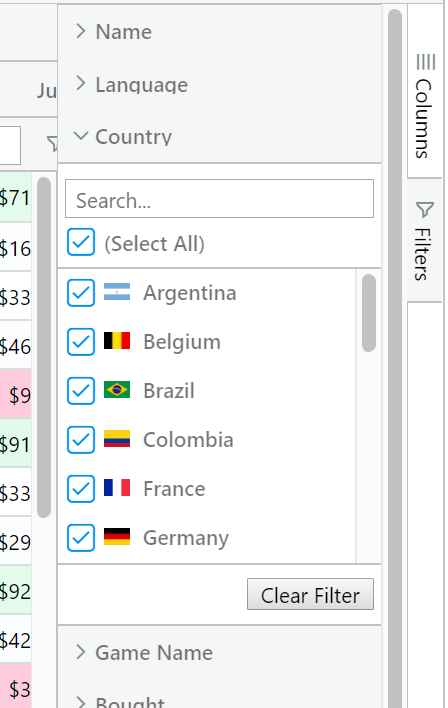 Name
Language
Country
Search...
(Select All)
Argentina
Belgium
Brazil
Colombia
France
Germany
Clear Filter
Game Name
Bought
Columns
Filters
Ju
$71
$16
$33
$46
$9
$91
$33
$29
$92
$42
$3